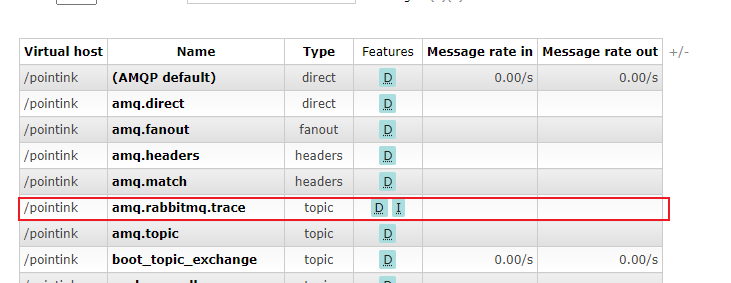 Virtual host Name Type Features Message rate in Message rate out +/-
/pointink (AMQP default) direct D 0.00/s 0.00/s
/pointink amq.direct direct D
/pointink amq.fanout fanout D
/pointink amq.headers headers D
/pointink amq.match headers D
/pointink amq.rabbitmq.trace topic D I
/pointink amq.topic topic D
/pointink boot_topic_exchange topic D 0.00/s 0.00/s